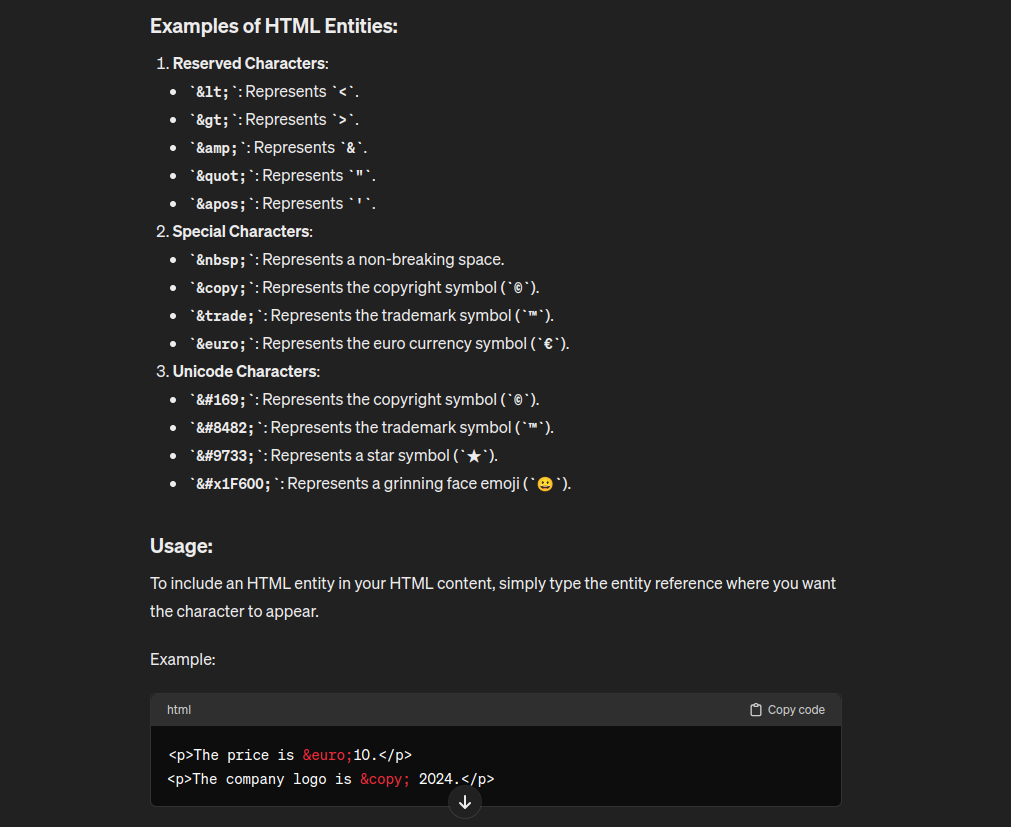 Examples of HTML Entities:
1. Reserved Characters:
• `&lt;`: Represents `<`.
• `&gt;`: Represents `>`.
• `&amp;`: Represents `&`.
• `&quot;`: Represents `"`.
• `&apos;`: Represents `'`.
2. Special Characters:
• `&nbsp;`: Represents a non-breaking space.
• `&copy;`: Represents the copyright symbol (`©`).
• `&trade;`: Represents the trademark symbol (`™`).
• `&euro;`: Represents the euro currency symbol (`€`).
3. Unicode Characters:
• `&#169;`: Represents the copyright symbol (`©`).
• `&#8482;`: Represents the trademark symbol (`™`).
• `&#9733;`: Represents a star symbol (`★`).
• `&#x1F600;`: Represents a grinning face emoji (`😀`).
Usage:
To include an HTML entity in your HTML content, simply type the entity reference where you want
the character to appear.
Example:
html Copy code
<p>The price is &euro;10.</p>
<p>The company logo is &copy; 2024.</p>